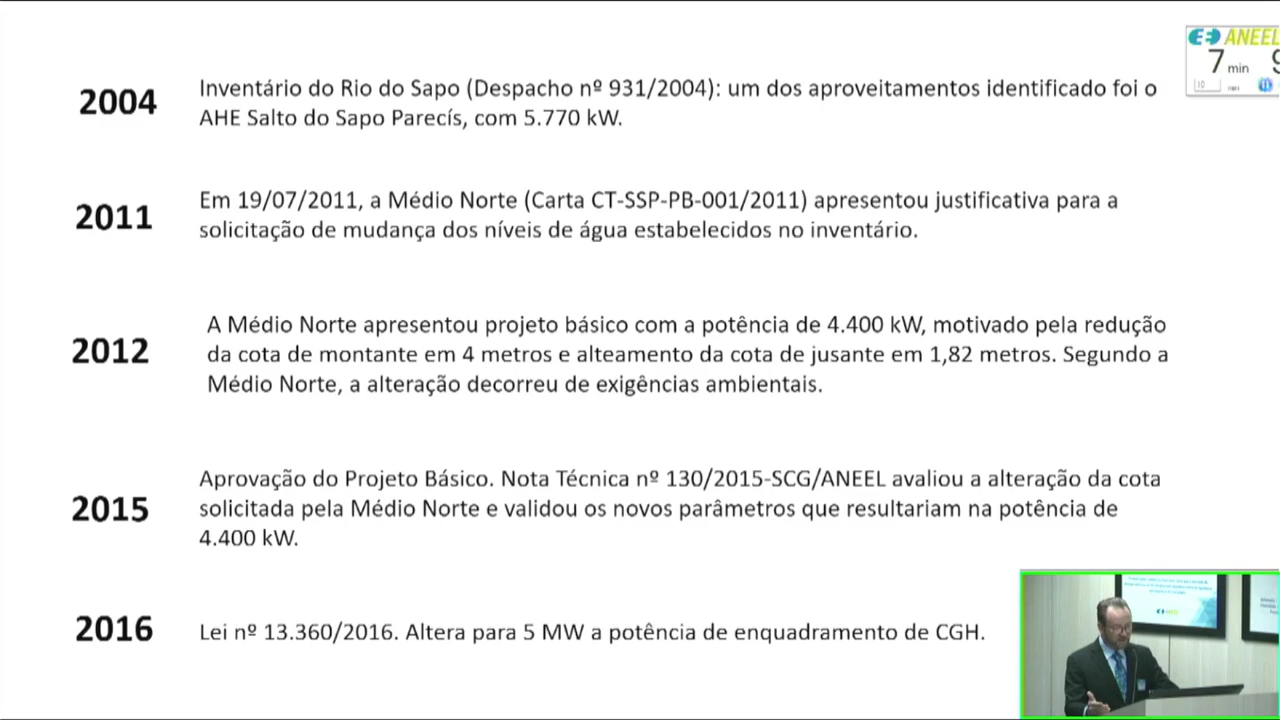 ANEEL
7 min 9
10
2004
Inventário do Rio do Sapo (Despacho nº 931/2004): um dos aproveitamentos identificado foi o
AHE Salto do Sapo Parecís, com 5.770 kW.
2011
Em 19/07/2011, a Médio Norte (Carta CT-SSP-PB-001/2011) apresentou justificativa para a
solicitação de mudança dos níveis de água estabelecidos no inventário.
2012
A Médio Norte apresentou projeto básico com a potência de 4.400 kW, motivado pela redução
da cota de montante em 4 metros e alteamento da cota de jusante em 1,82 metros. Segundo a
Médio Norte, a alteração decorreu de exigências ambientais.
2015
Aprovação do Projeto Básico. Nota Técnica nº 130/2015-SCG/ANEEL avaliou a alteração da cota
solicitada pela Médio Norte e validou os novos parâmetros que resultariam na potência de
4.400 kW.
2016
Lei nº 13.360/2016. Altera para 5 MW a potência de enquadramento de CGH.